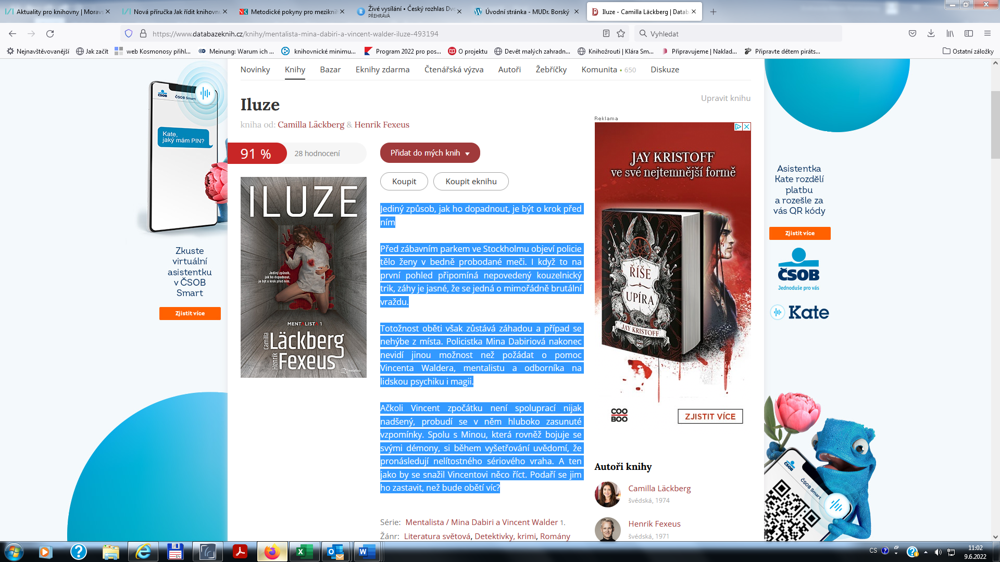 Aktuality pro knihovny | Moravs
Nová příručka Jak řídit knihovnu
Metodické pokyny pro mezikni
Živé vysílání • Český rozhlas Dvo
PŘEHRÁVÁ
Úvodní stránka - MUDr. Borský
Iluze - Camilla Läckberg | Datab
https://www.databazeknih.cz/knihy/mentalista-mina-dabiri-a-vincent-walder-iluze-493194
Vyhledat
Nejnavštěvovanější
Jak začít
web Kosmonosy přihl...
Meinung: Warum ich ...
knihovnické minimu...
Program 2022 pro pos...
O projektu
Devět malých zahradn...
Knihožrouti | Klára Sm...
Připravujeme | Naklad...
Připravte dětem piráts...
Ostatní záložky
Novinky
Knihy
Bazar
Eknihy zdarma
Čtenářská výzva
Autoři
Žebříčky
Komunita • 650
Diskuze
Iluze
Upravit knihu
kniha od: Camilla Läckberg & Henrik Fexeus
91 %
28 hodnocení
Přidat do mých knih
Koupit
Koupit eknihu
ILUZE
Jediný způsob,
jak ho dopadnout,
je být o krok před ním.
MENTALISTA 1
Camilla
Läckberg
Henrik
Fexeus
metafora
Jediný způsob, jak ho dopadnout, je být o krok před
ním
Před zábavním parkem ve Stockholmu objeví policie
tělo ženy v bedně probodané meči. I když to na
první pohled připomíná nepovedený kouzelnický
trik, záhy je jasné, že se jedná o mimořádně brutální
vraždu.
Totožnost oběti však zůstává záhadou a případ se
nehýbe z místa. Policistka Mina Dabiriová nakonec
nevidí jinou možnost než požádat o pomoc
Vincenta Waldera, mentalistu a odborníka na
lidskou psychiku i magii.
Ačkoli Vincent zpočátku není spoluprací nijak
nadšený, probudí se v něm hluboko zasunuté
vzpomínky. Spolu s Minou, která rovněž bojuje se
svými démony, si během vyšetřování uvědomí, že
pronásledují nelítostného sériového vraha. A ten
jako by se snažil Vincentovi něco říct. Podaří se jim
ho zastavit, než bude obětí víc?
Série: Mentalista / Mina Dabiri a Vincent Walder 1.
Žánr: Literatura světová, Detektivky, krimi, Romány
Reklama
JAY KRISTOFF
ve své nejtemnější formě
ŘÍŠE
UPÍRA
JAY KRISTOFF
COO
BOO
COO
BOO
ZJISTIT VÍCE
Autoři knihy
Camilla Läckberg
švédská, 1974
Henrik Fexeus
švédská, 1971
ČSOB
ČSOB Smart
Kate,
jaký mám PIN?
Zkuste
virtuální
asistentku
v ČSOB
Smart
Zjistit více
Asistentka
Kate rozdělí
platbu
a rozešle za
vás QR kódy
Zjistit více
ČSOB
Jednoduše pro vás
Kate
ČSOB
ČSOB Smart
CS
11:02
9.6.2022